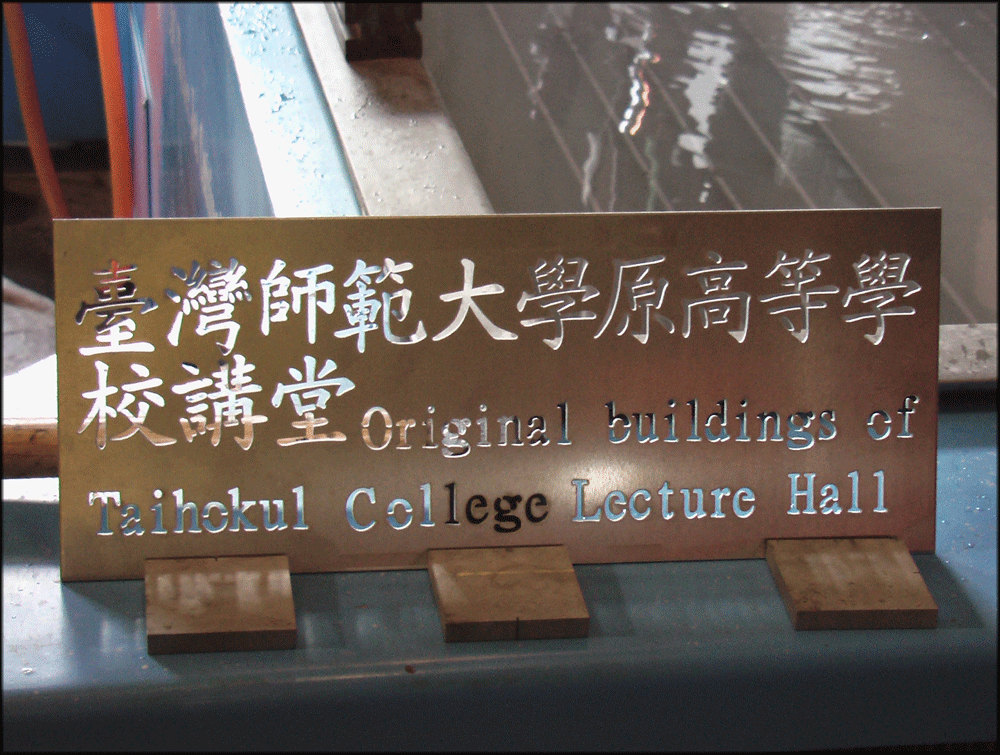 臺灣師範大學原高等學
校講堂Original buildings of
Taihokul College Lecture Hall